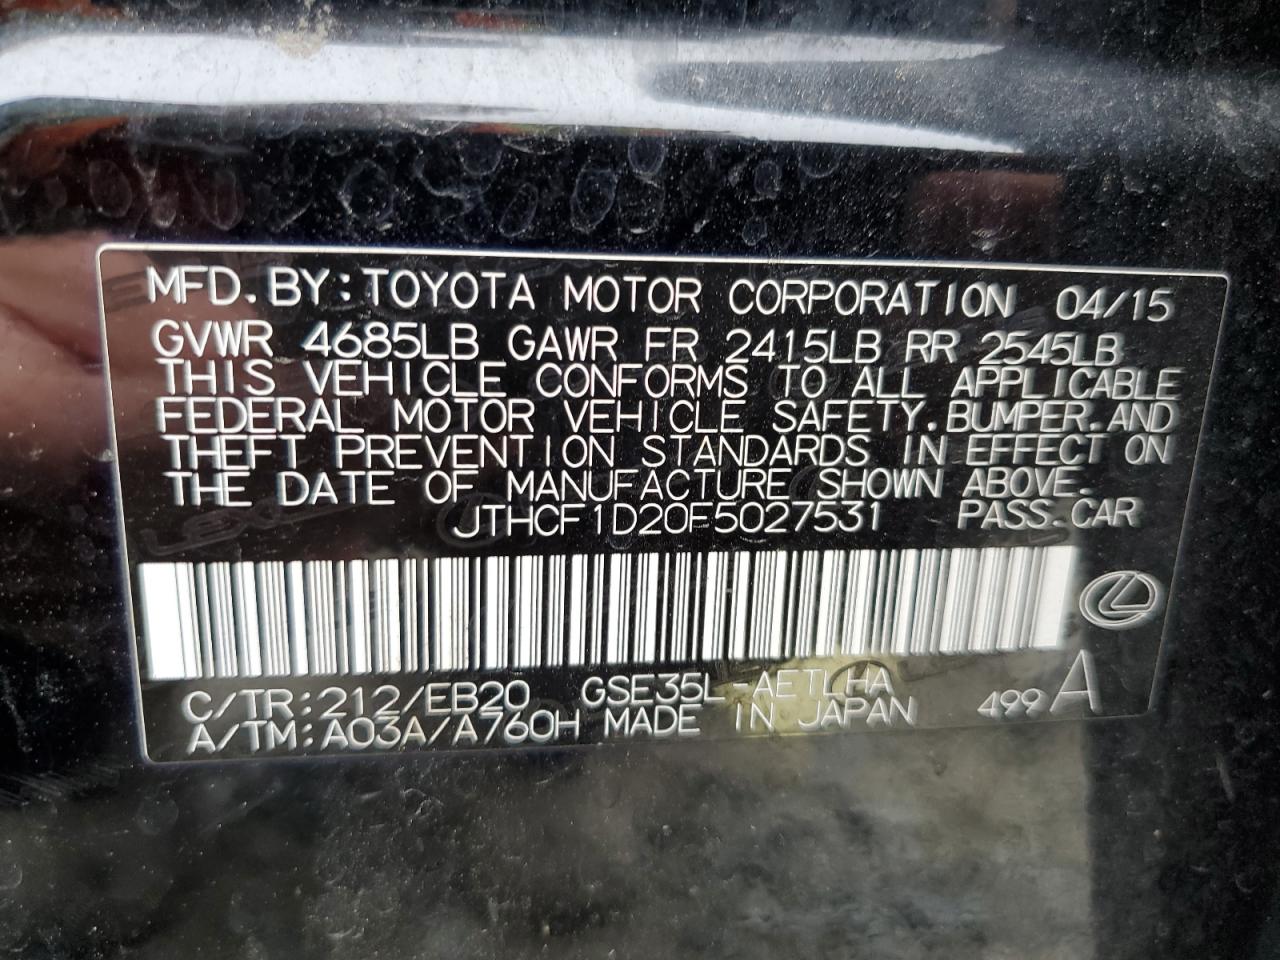 MFD.BY:TOYOTA MOTOR CORPORATION 04/15
GVWR 4685LB GAWR FR 2415LB RR 2545LB
THIS VEHICLE CONFORMS TO ALL APPLICABLE
FEDERAL MOTOR VEHICLE SAFETY.BUMPER.AND
THEFT PREVENTION STANDARDS IN EFFECT ON
THE DATE OF MANUFACTURE SHOWN ABOVE.
JTHCF1D20F5027531 PASS.CAR
C/TR:212/EB20 GSE35L-AETLHA
A/TM:A03A/A760H MADE IN JAPAN 499A